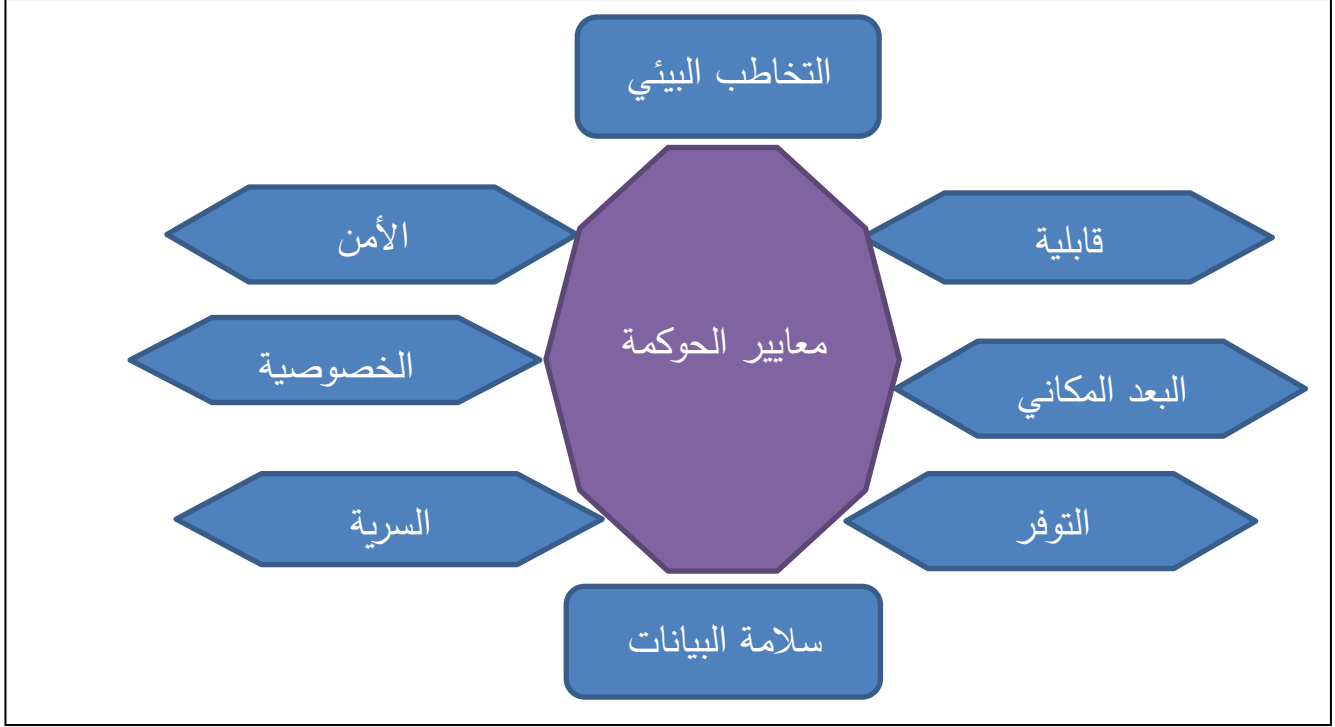 التخاطب البيئي
قابلية
الأمن
معايير الحوكمة
البعد المكاني
الخصوصية
التوفر
السرية
سلامة البيانات